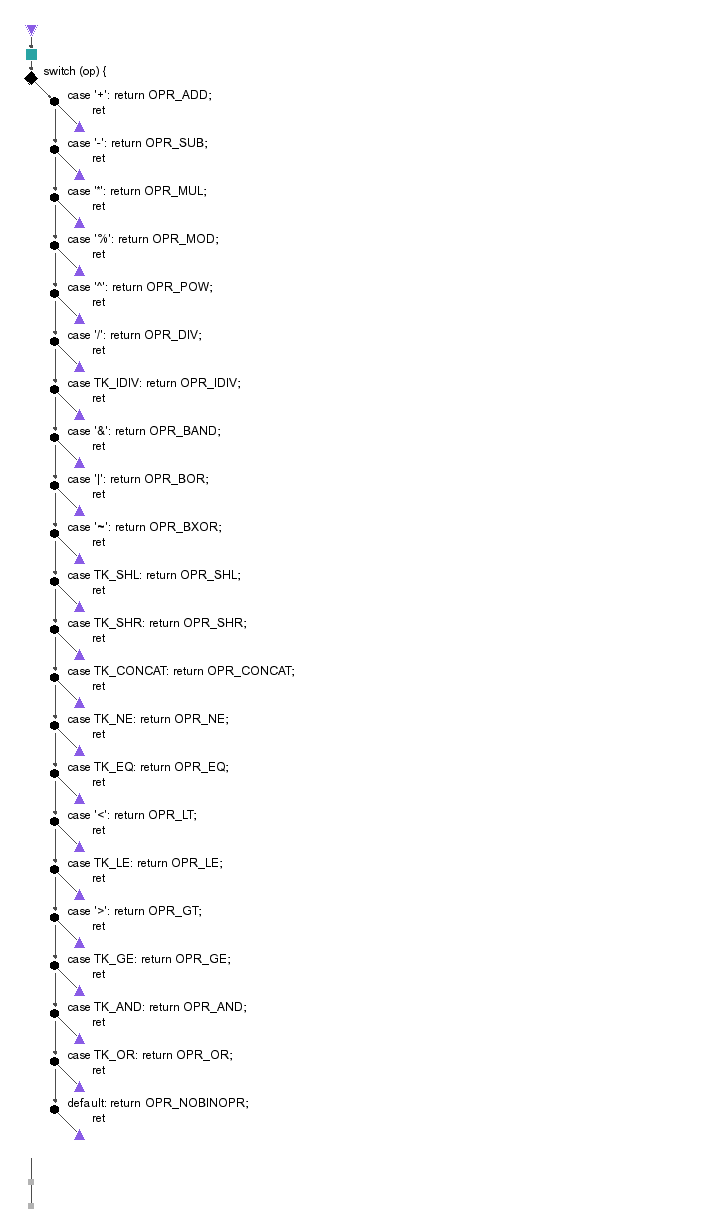 switch (op) {
case '+': return OPR_ADD;
ret
case '-': return OPR_SUB;
ret
case '*': return OPR_MUL;
ret
case '%': return OPR_MOD;
ret
case '^': return OPR_POW;
ret
case '/': return OPR_DIV;
ret
case TK_IDIV: return OPR_IDIV;
ret
case '&': return OPR_BAND;
ret
case '|': return OPR_BOR;
ret
case '~': return OPR_BXOR;
ret
case TK_SHL: return OPR_SHL;
ret
case TK_SHR: return OPR_SHR;
ret
case TK_CONCAT: return OPR_CONCAT;
ret
case TK_NE: return OPR_NE;
ret
case TK_EQ: return OPR_EQ;
ret
case '<': return OPR_LT;
ret
case TK_LE: return OPR_LE;
ret
case '>': return OPR_GT;
ret
case TK_GE: return OPR_GE;
ret
case TK_AND: return OPR_AND;
ret
case TK_OR: return OPR_OR;
ret
default: return OPR_NOBINOPR;
ret